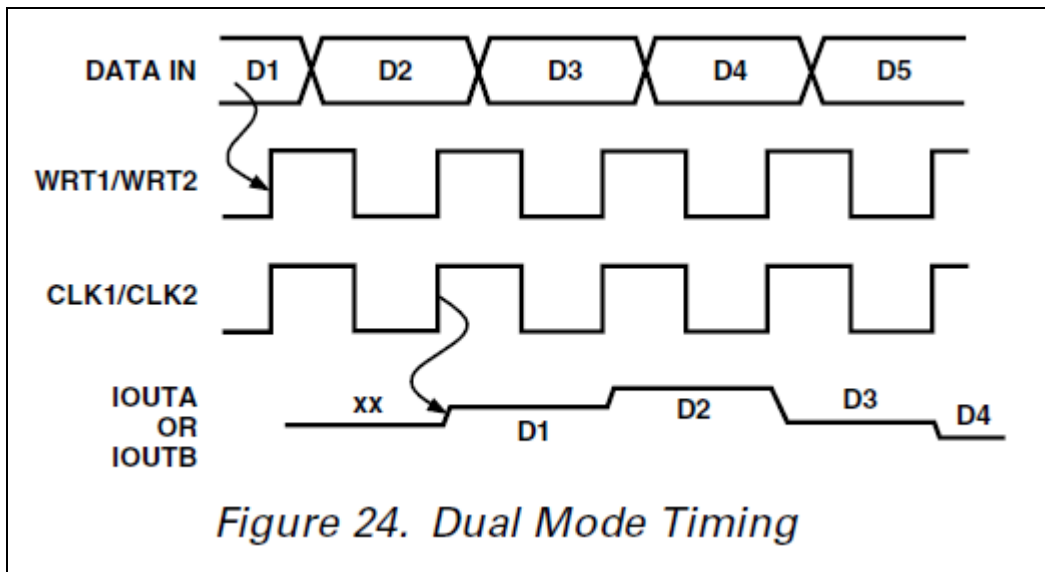 DATA IN D1 D2 D3 D4 D5
WRT1/WRT2
CLK1/CLK2
IOUTA
OR
IOUTB
xx D1 D2 D3 D4
Figure 24. Dual Mode Timing